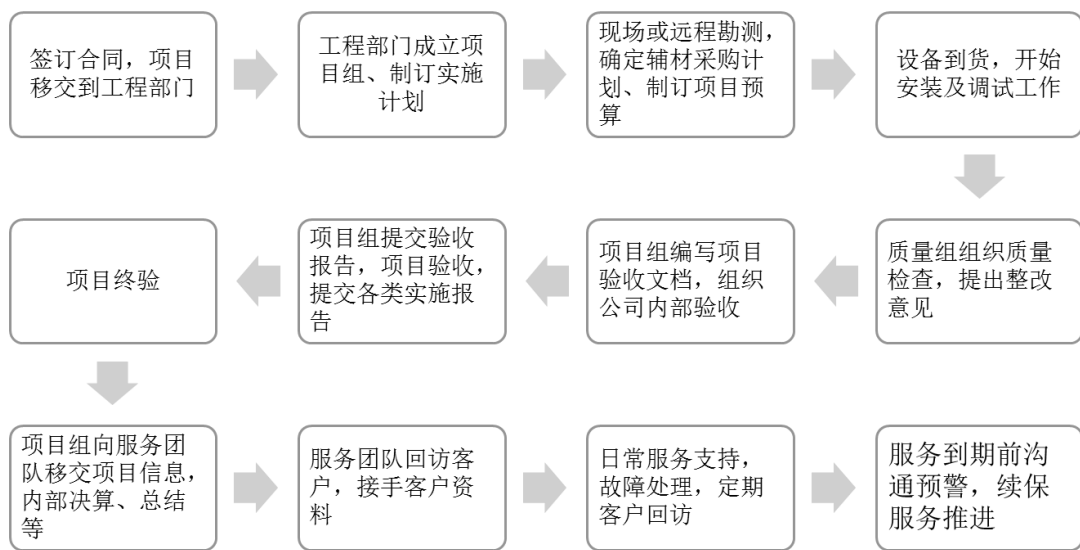 签订合同，项目
移交到工程部门
工程部门成立项
目组、制订实施
计划
现场或远程勘测，
确定辅材采购计
划、制订项目预
算
设备到货，开始
安装及调试工作
质量组组织质量
检查，提出整改
意见
项目组编写项目
验收文档，组织
公司内部验收
项目组提交验收
报告，项目验收，
提交各类实施报
告
项目终验
项目组向服务团
队移交项目信息，
内部决算、总结
等
服务团队回访客
户，接手客户资
料
日常服务支持，
故障处理，定期
客户回访
服务到期前沟
通预警，续保
服务推进